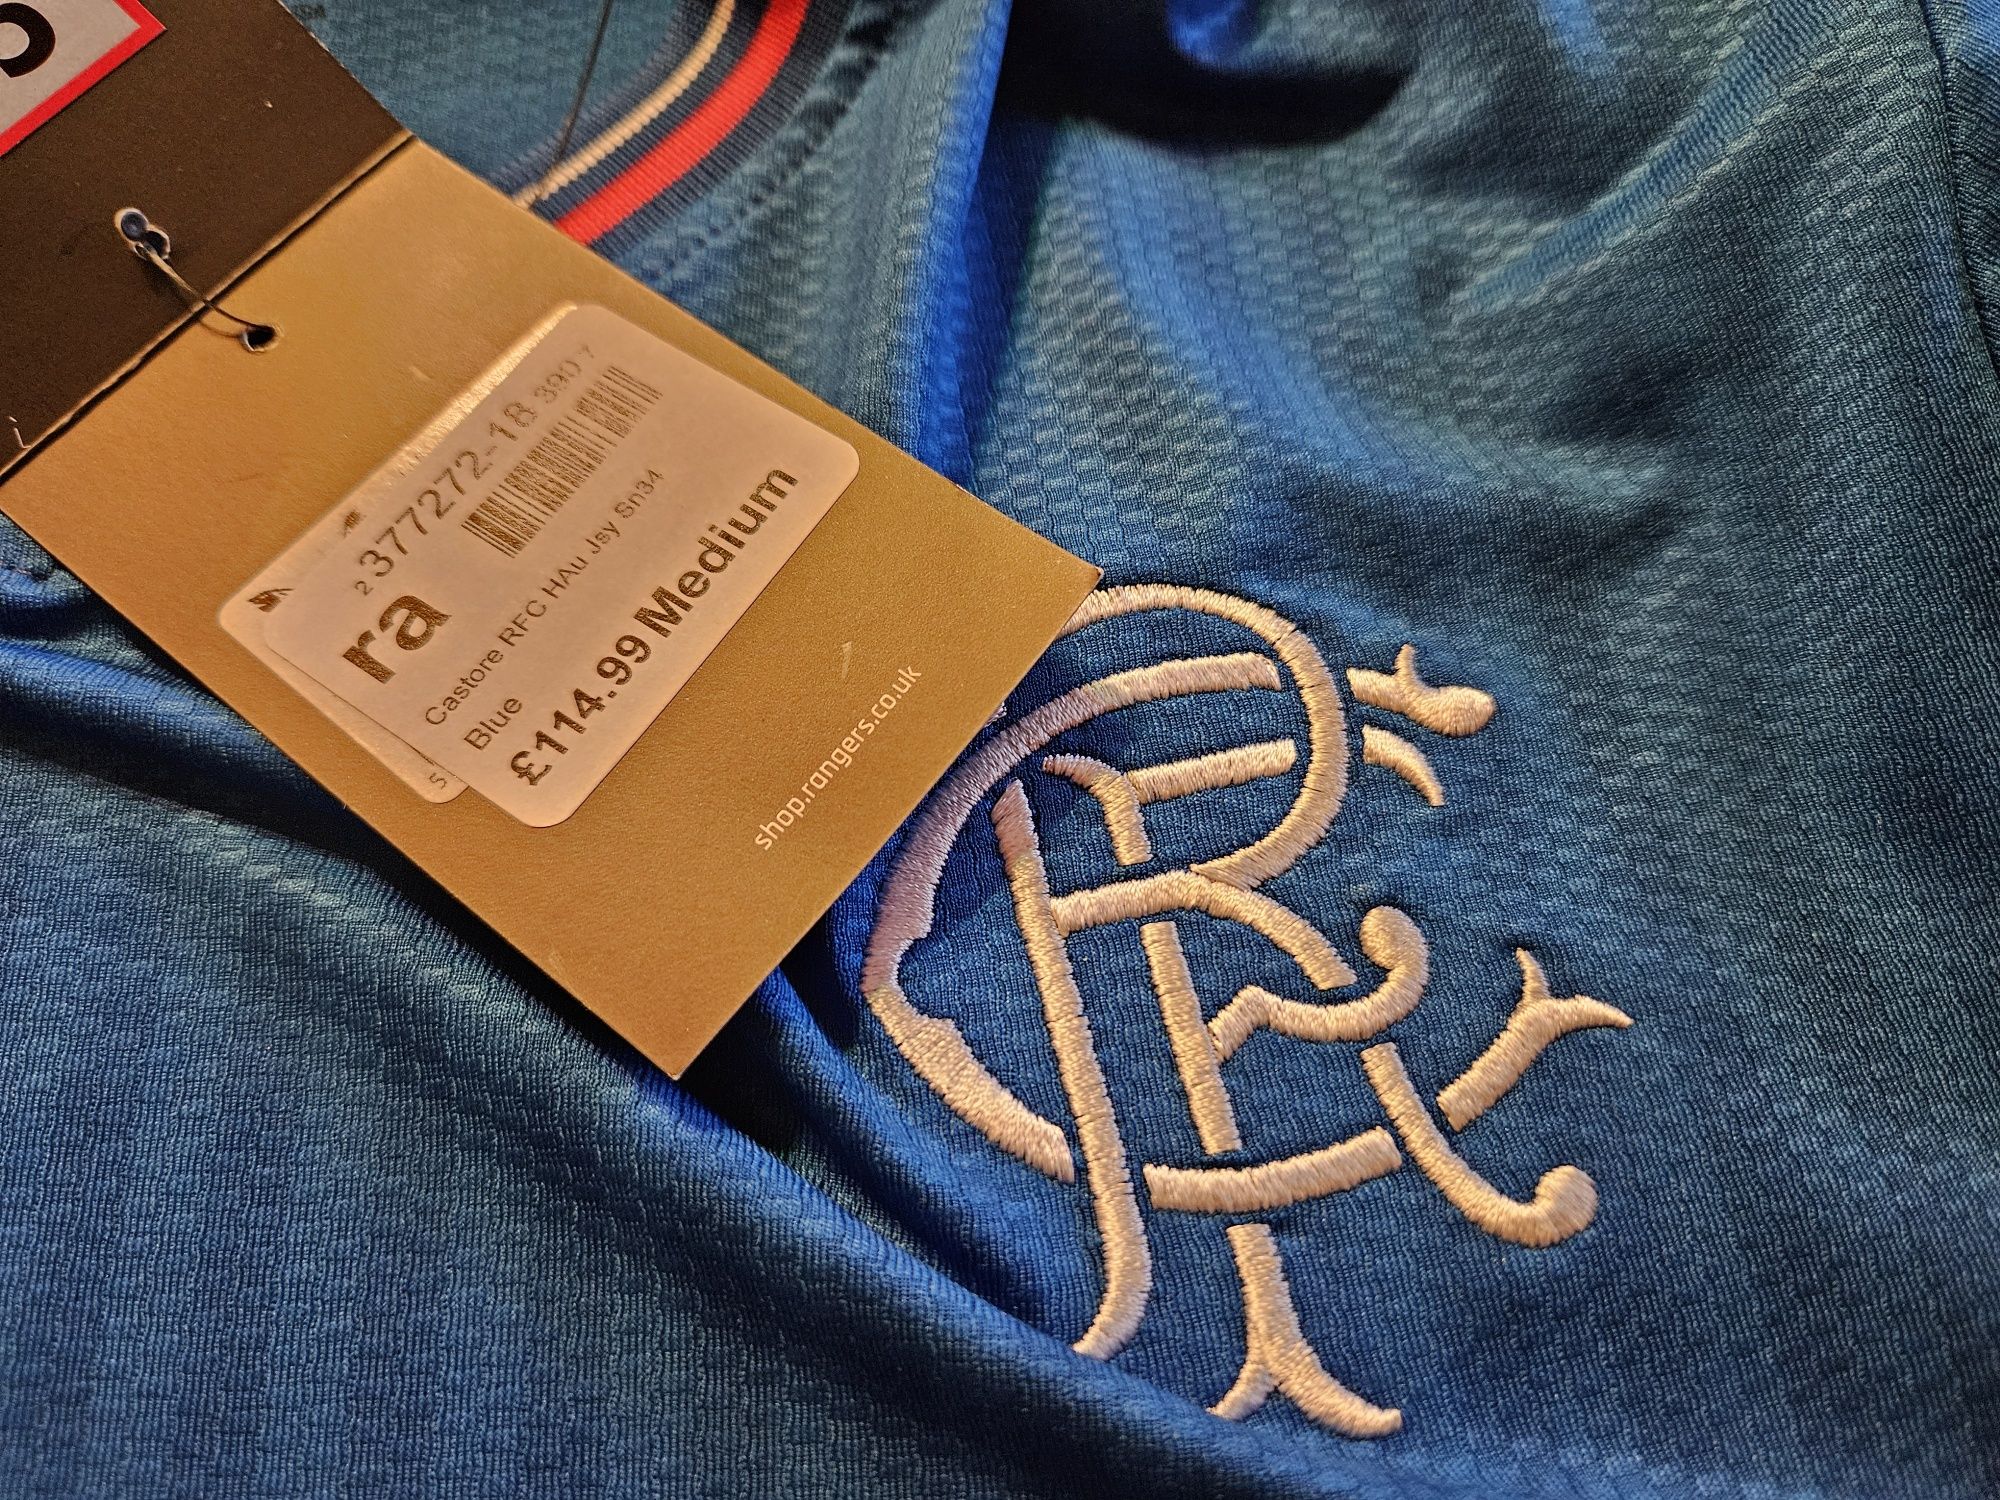 2 377272-18 390 7
ra
Castore RFC HAu Jsy Sn34
Blue
£114.99 Medium
5
shop.rangers.co.uk